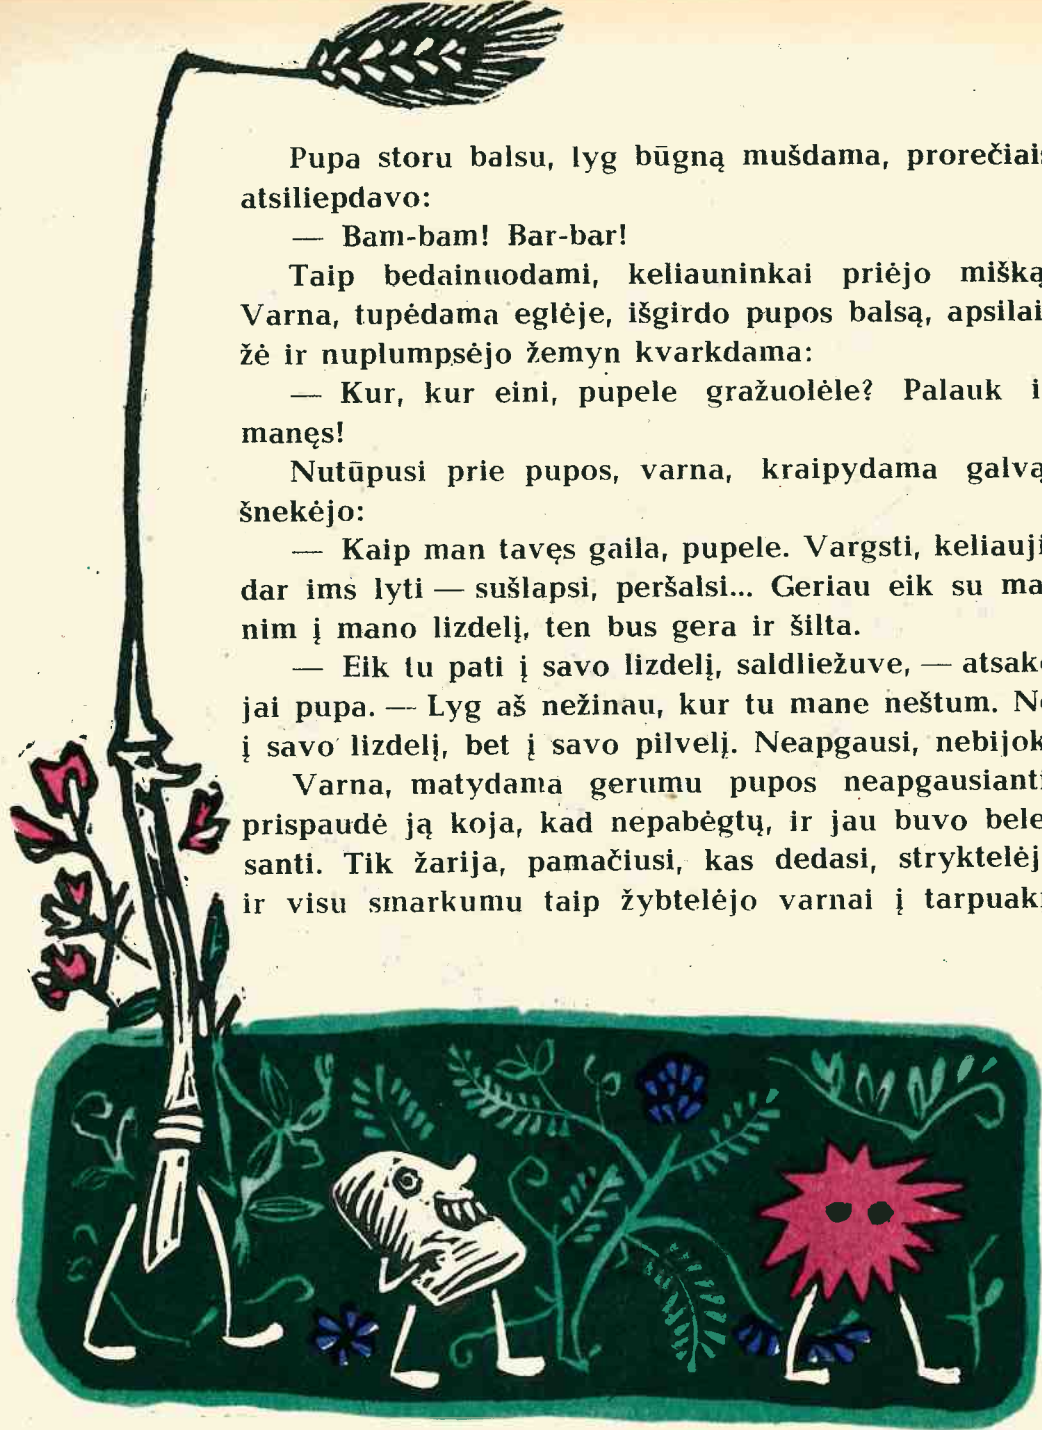 Pupa storu balsu, lyg būgną mušdama, prorečiais
atsiliepdavo:
— Bam-bam! Bar-bar!
Taip bedainuodami, keliauninkai priėjo mišką
Varna, tupėdama eglėje, išgirdo pupos balsą, apsilai
žė ir nuplumpsėjo žemyn kvarkdama:
— Kur, kur eini, pupele gražuolėle? Palauk i
manęs!
Nutūpusi prie pupos, varna, kraipydama galvą
šnekėjo:
— Kaip man tavęs gaila, pupele. Vargsti, keliauji
dar ims lyti — sušlapsi, peršalsi... Geriau eik su ma
nim į mano lizdelį, ten bus gera ir šilta.
— Eik tu pati į savo lizdelį, saldliežuve, — atsakė
jai pupa. — Lyg aš nežinau, kur tu mane neštum. Ne
į savo lizdelį, bet į savo pilvelį. Neapgausi, nebijok
Varna, matydama gerumu pupos neapgausianti
prispaudė ją koja, kad nepabėgtų, ir jau buvo bele
santi. Tik žarija, pamačiusi, kas dedasi, stryktelėj
ir visu smarkumu taip žybtelėjo varnai į tarpuaki